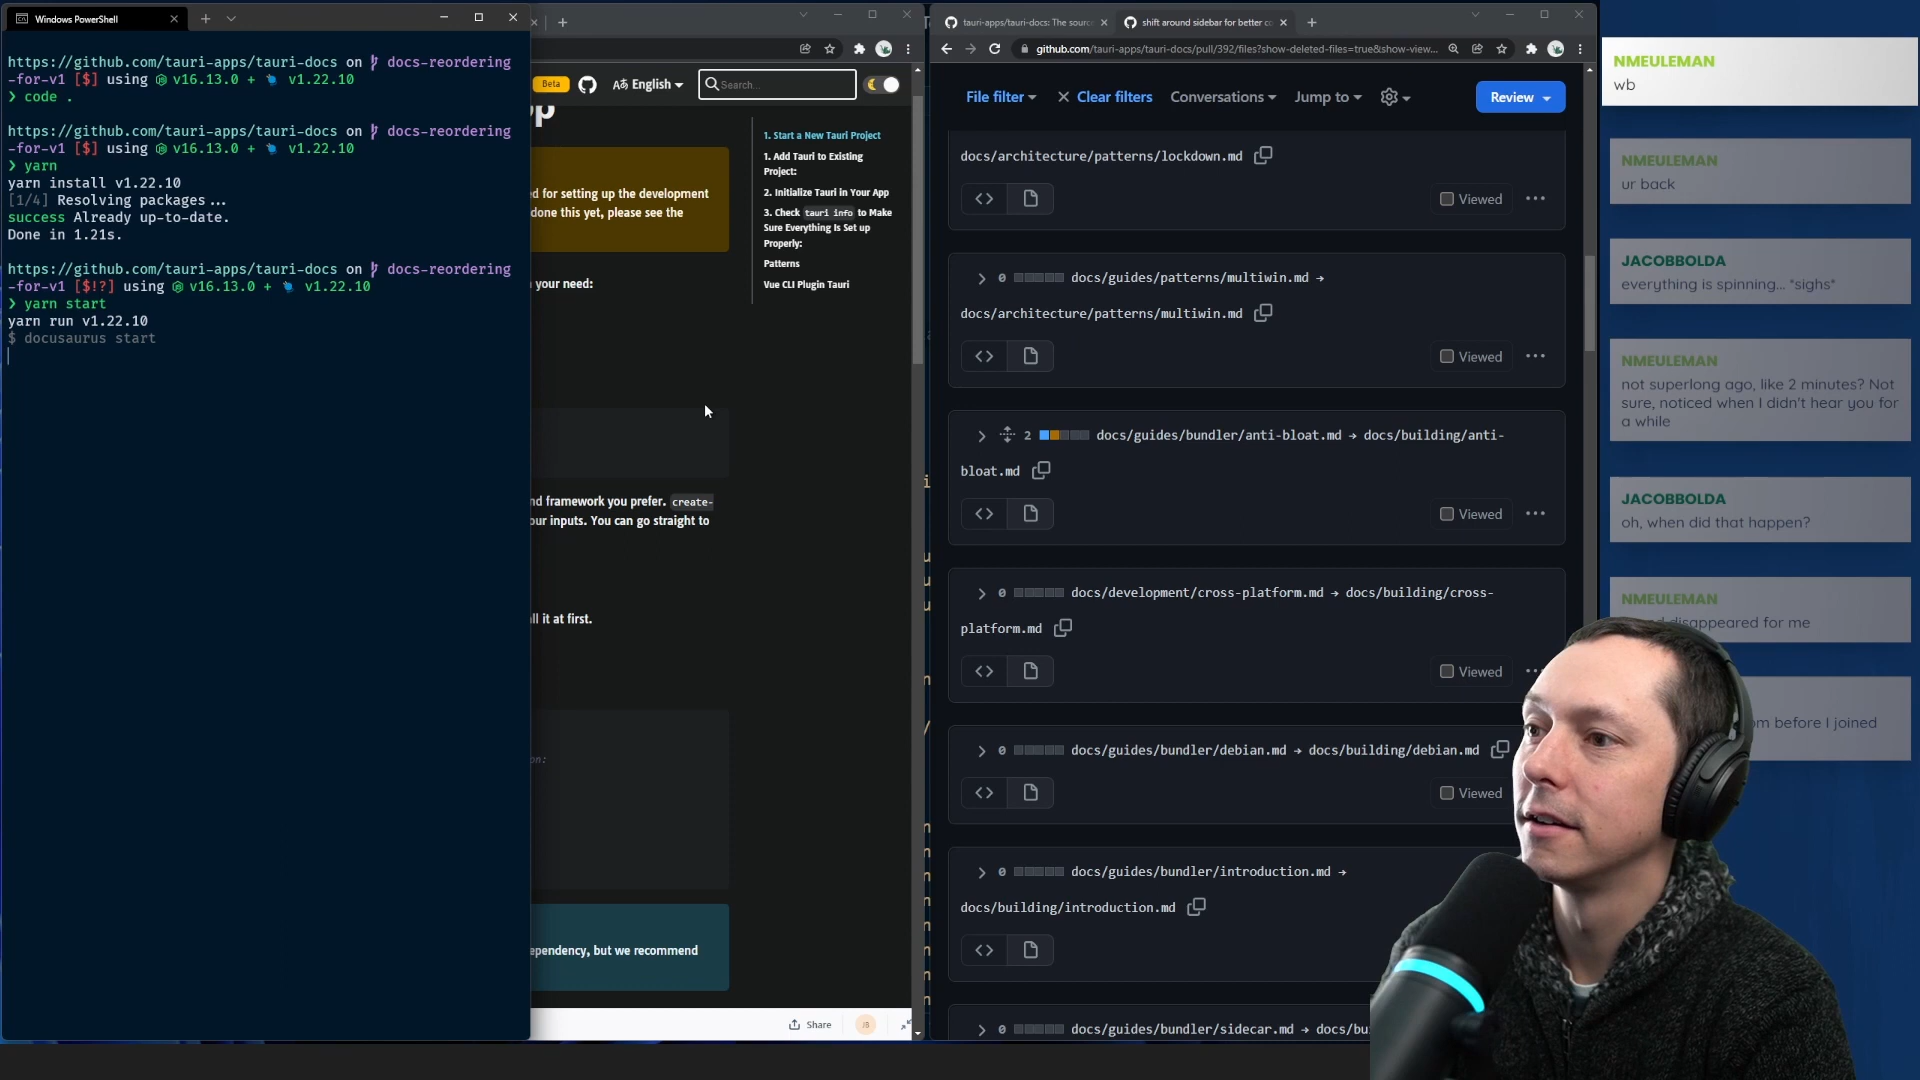 Windows PowerShell
https://github.com/tauri-apps/tauri-docs on docs-reordering
-for-v1 [$] using v16.13.0 + v1.22.10
❯ code .
https://github.com/tauri-apps/tauri-docs on docs-reordering
-for-v1 [$] using v16.13.0 + v1.22.10
❯ yarn
yarn install v1.22.10
[1/4] Resolving packages...
success Already up-to-date.
Done in 1.21s.
https://github.com/tauri-apps/tauri-docs on docs-reordering
-for-v1 [$!?] using v16.13.0 + v1.22.10
❯ yarn start
yarn run v1.22.10
$ docusaurus start
Beta
English
Search...
ed for setting up the development
done this yet, please see the
your need:
nd framework you prefer. create-
our inputs. You can go straight to
ll it at first.
on:
ependency, but we recommend
Share
JB
1. Start a New Tauri Project
1. Add Tauri to Existing
Project:
2. Initialize Tauri in Your App
3. Check tauri info to Make
Sure Everything Is Set up
Properly:
Patterns
Vue CLI Plugin Tauri
tauri-apps/tauri-docs: The sourc
shift around sidebar for better co
github.com/tauri-apps/tauri-docs/pull/392/files?show-deleted-files=true&show-view...
File filter
Clear filters
Conversations
Jump to
Review
docs/architecture/patterns/lockdown.md
Viewed
0 docs/guides/patterns/multiwin.md →
docs/architecture/patterns/multiwin.md
Viewed
2 docs/guides/bundler/anti-bloat.md → docs/building/anti-
bloat.md
Viewed
0 docs/development/cross-platform.md → docs/building/cross-
platform.md
Viewed
0 docs/guides/bundler/debian.md → docs/building/debian.md
Viewed
0 docs/guides/bundler/introduction.md →
docs/building/introduction.md
0 docs/guides/bundler/sidecar.md → docs/bu
NMEULEMAN
wb
NMEULEMAN
ur back
JACOBBOLDA
everything is spinning... *sighs*
NMEULEMAN
not superlong ago, like 2 minutes? Not
sure, noticed when I didn't hear you for
a while
JACOBBOLDA
oh, when did that happen?
NMEULEMAN
disappeared for me
om before I joined